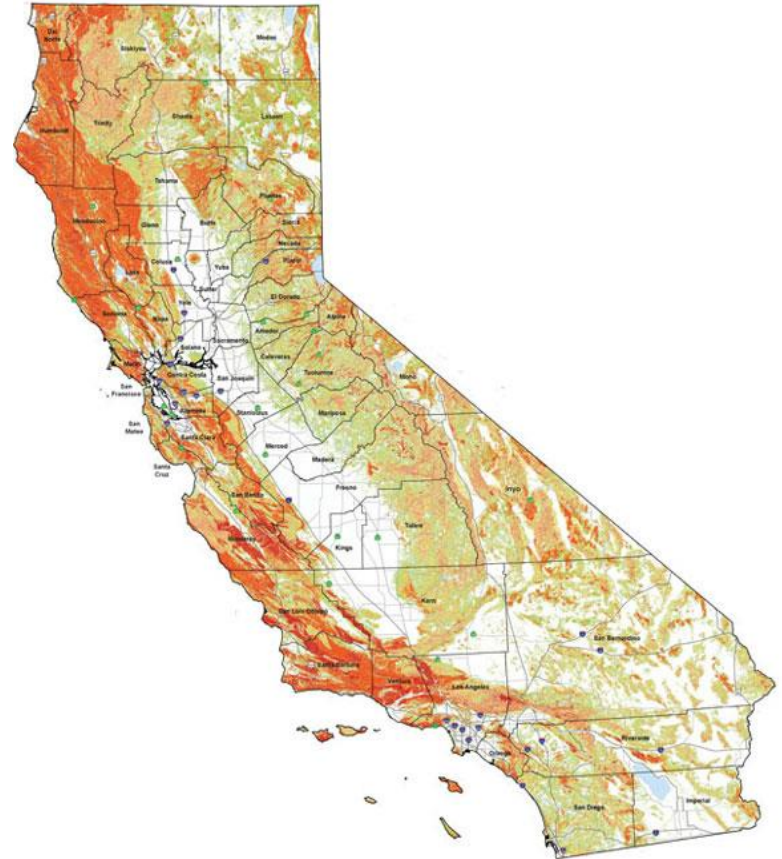 Del
Norte
Siskiyou
Modoc
Humboldt
Trinity
Shasta
Lassen
Tehama
Plumas
Mendocino
Glenn
Butte
Sierra
Nevada
Placer
Lake
Colusa
Yuba
Sutter
El Dorado
Sonoma
Napa
Yolo
Alpine
Amador
Sacramento
Solano
Calaveras
Marin
Contra Costa
San Joaquin
Tuolumne
Mono
San
Francisco
Alameda
Stanislaus
Mariposa
San
Mateo
Santa Clara
Merced
Santa
Cruz
Madera
San Benito
Fresno
Inyo
Monterey
Tulare
Kings
San Luis Obispo
Kern
San Bernardino
Santa Barbara
Ventura
Los Angeles
Orange
Riverside
San Diego
Imperial